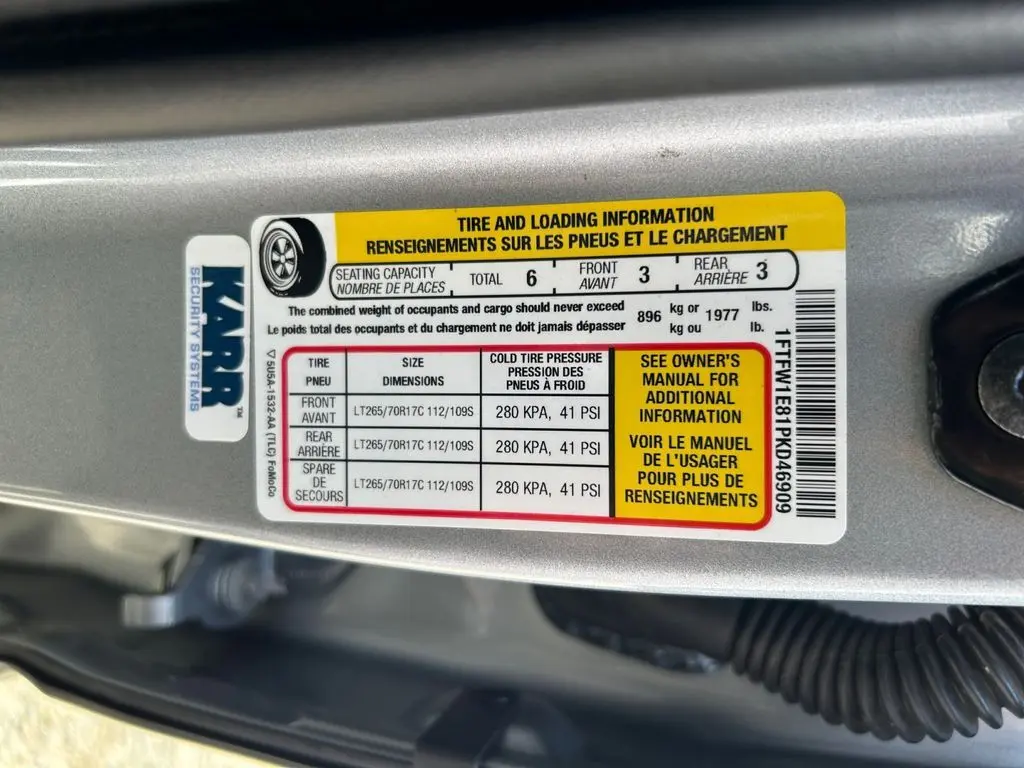 TIRE AND LOADING INFORMATION
RENSEIGNEMENTS SUR LES PNEUS ET LE CHARGEMENT
SEATING CAPACITY
NOMBRE DE PLACES
TOTAL 6
FRONT
AVANT
3
REAR
ARRIÈRE
3
The combined weight of occupants and cargo should never exceed
Le poids total des occupants et du chargement ne doit jamais dépasser
896
kg or
kg ou
1977
lbs.
lb.
TIRE
PNEU
SIZE
DIMENSIONS
COLD TIRE PRESSURE
PRESSION DES
PNEUS À FROID
FRONT
AVANT
LT265/70R17C 112/109S
280 KPA, 41 PSI
REAR
ARRIÈRE
LT265/70R17C 112/109S
280 KPA, 41 PSI
SPARE
DE
SECOURS
LT265/70R17C 112/109S
280 KPA, 41 PSI
SEE OWNER'S
MANUAL FOR
ADDITIONAL
INFORMATION
VOIR LE MANUEL
DE L'USAGER
POUR PLUS DE
RENSEIGNEMENTS
1FTFW1E81PKD46909
5U5A-1532-AA (TLC) FoMoCo
KARR™
SECURITY SYSTEMS